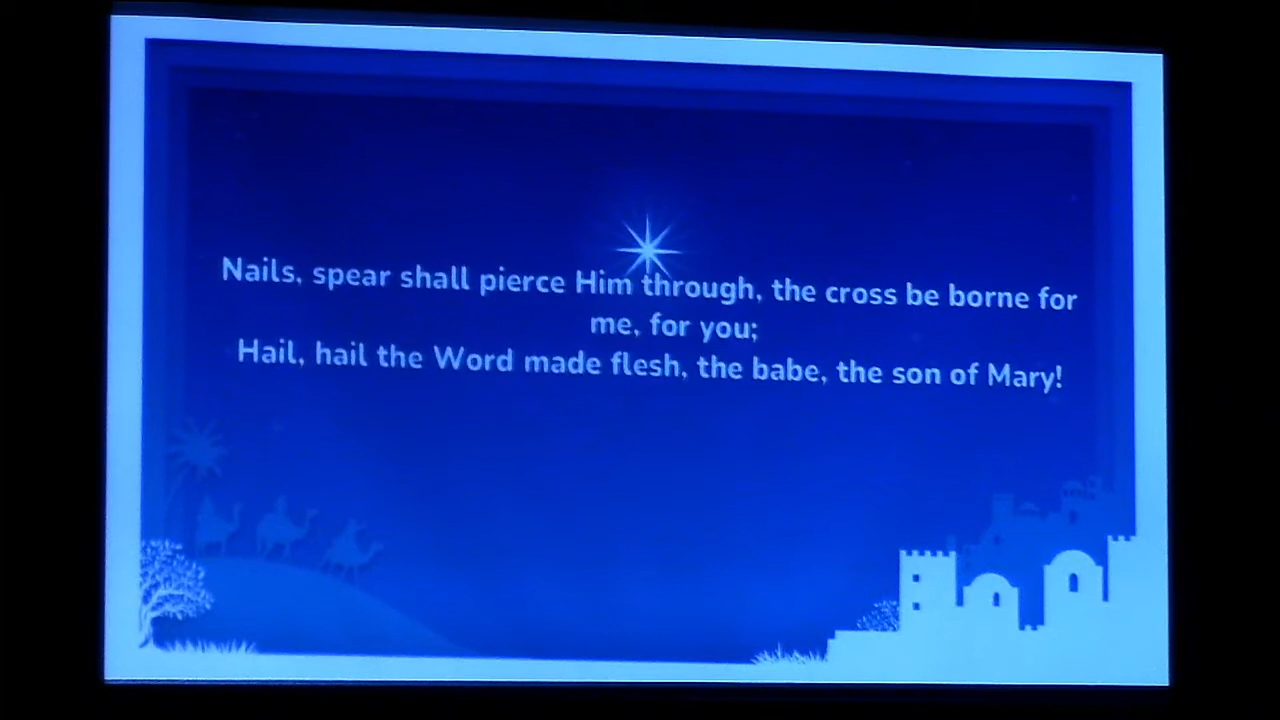 Nails, spear shall pierce Him through, the cross be borne for
me, for you;
Hail, hail the Word made flesh, the babe, the son of Mary!